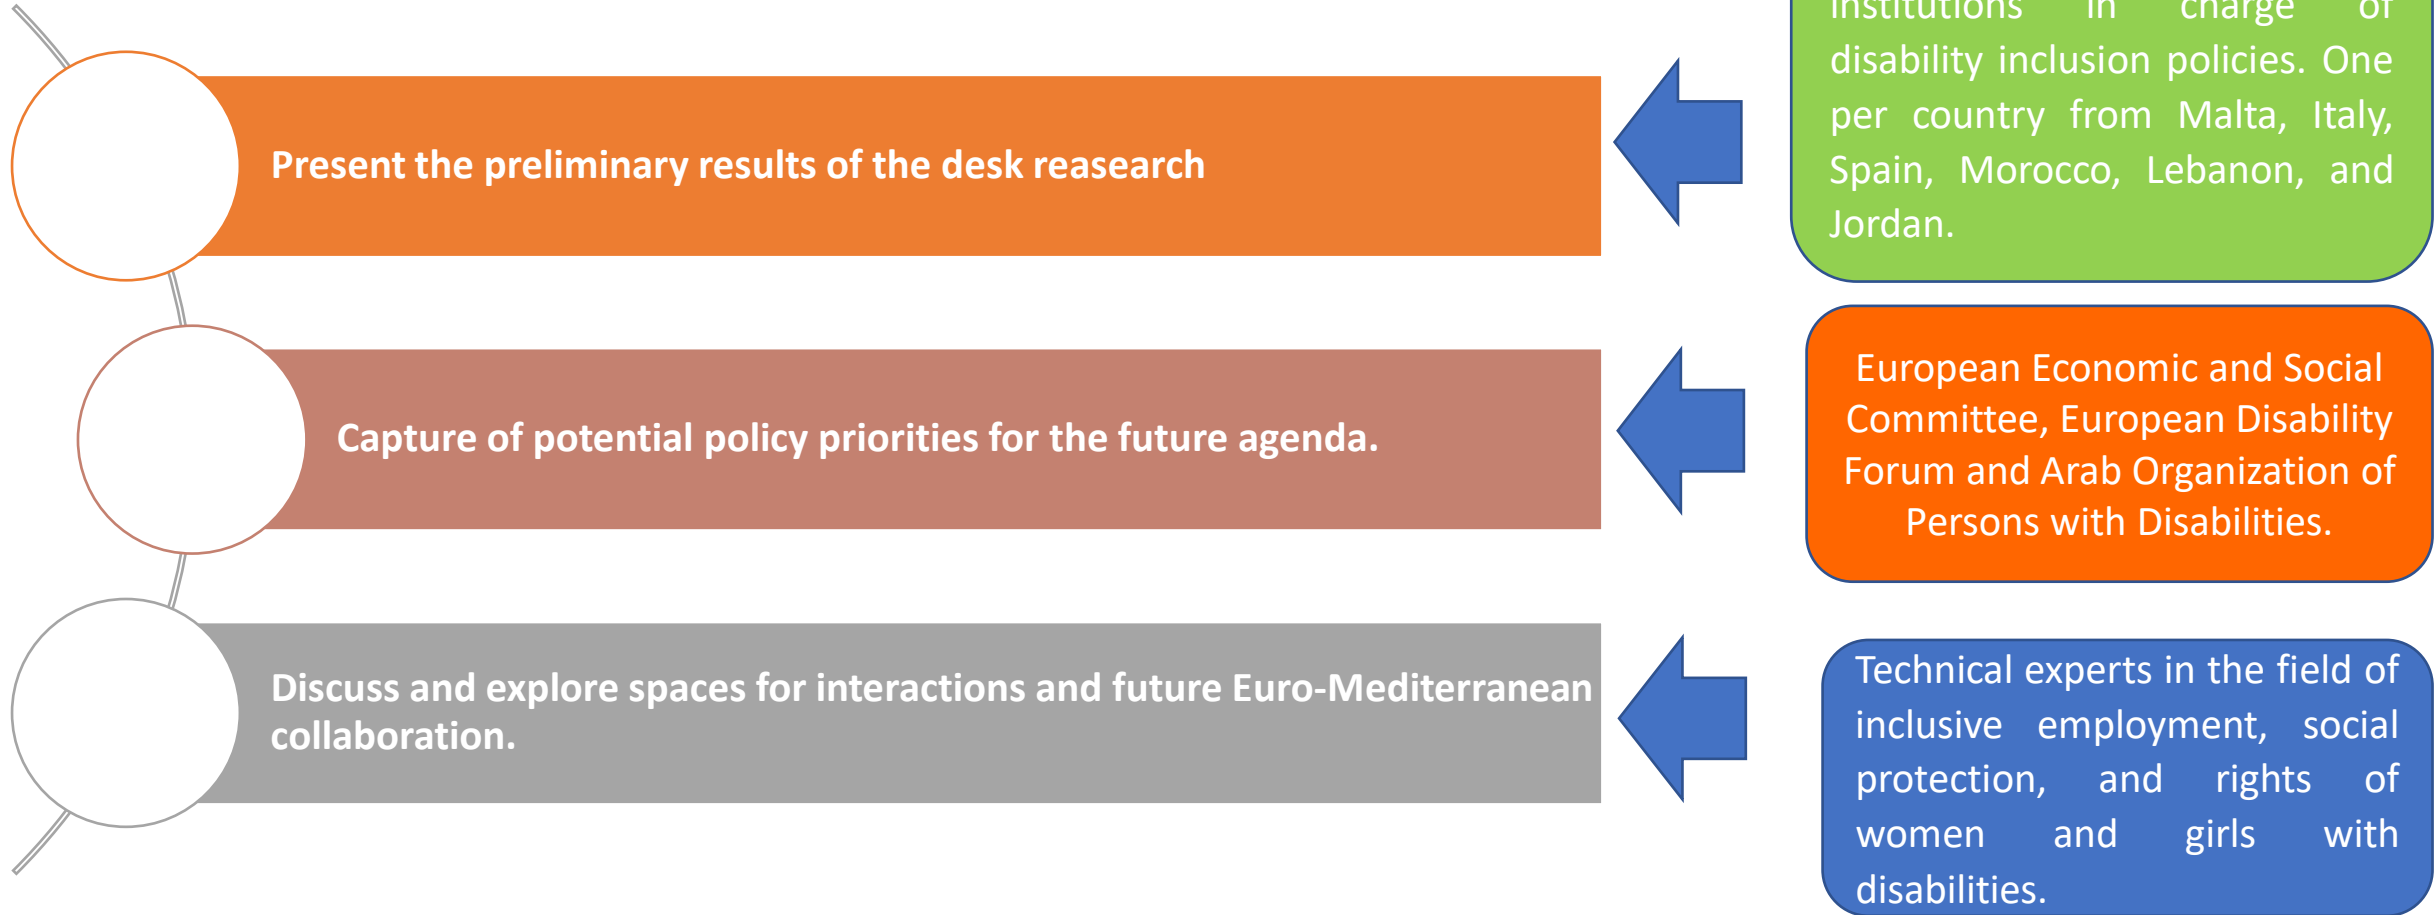 Present the preliminary results of the desk reasearch
Capture of potential policy priorities for the future agenda.
Discuss and explore spaces for interactions and future Euro-Mediterranean
collaboration.
institutions in charge of
disability inclusion policies. One
per country from Malta, Italy,
Spain, Morocco, Lebanon, and
Jordan.
European Economic and Social
Committee, European Disability
Forum and Arab Organization of
Persons with Disabilities.
Technical experts in the field of
inclusive employment, social
protection, and rights of
women and girls with
disabilities.